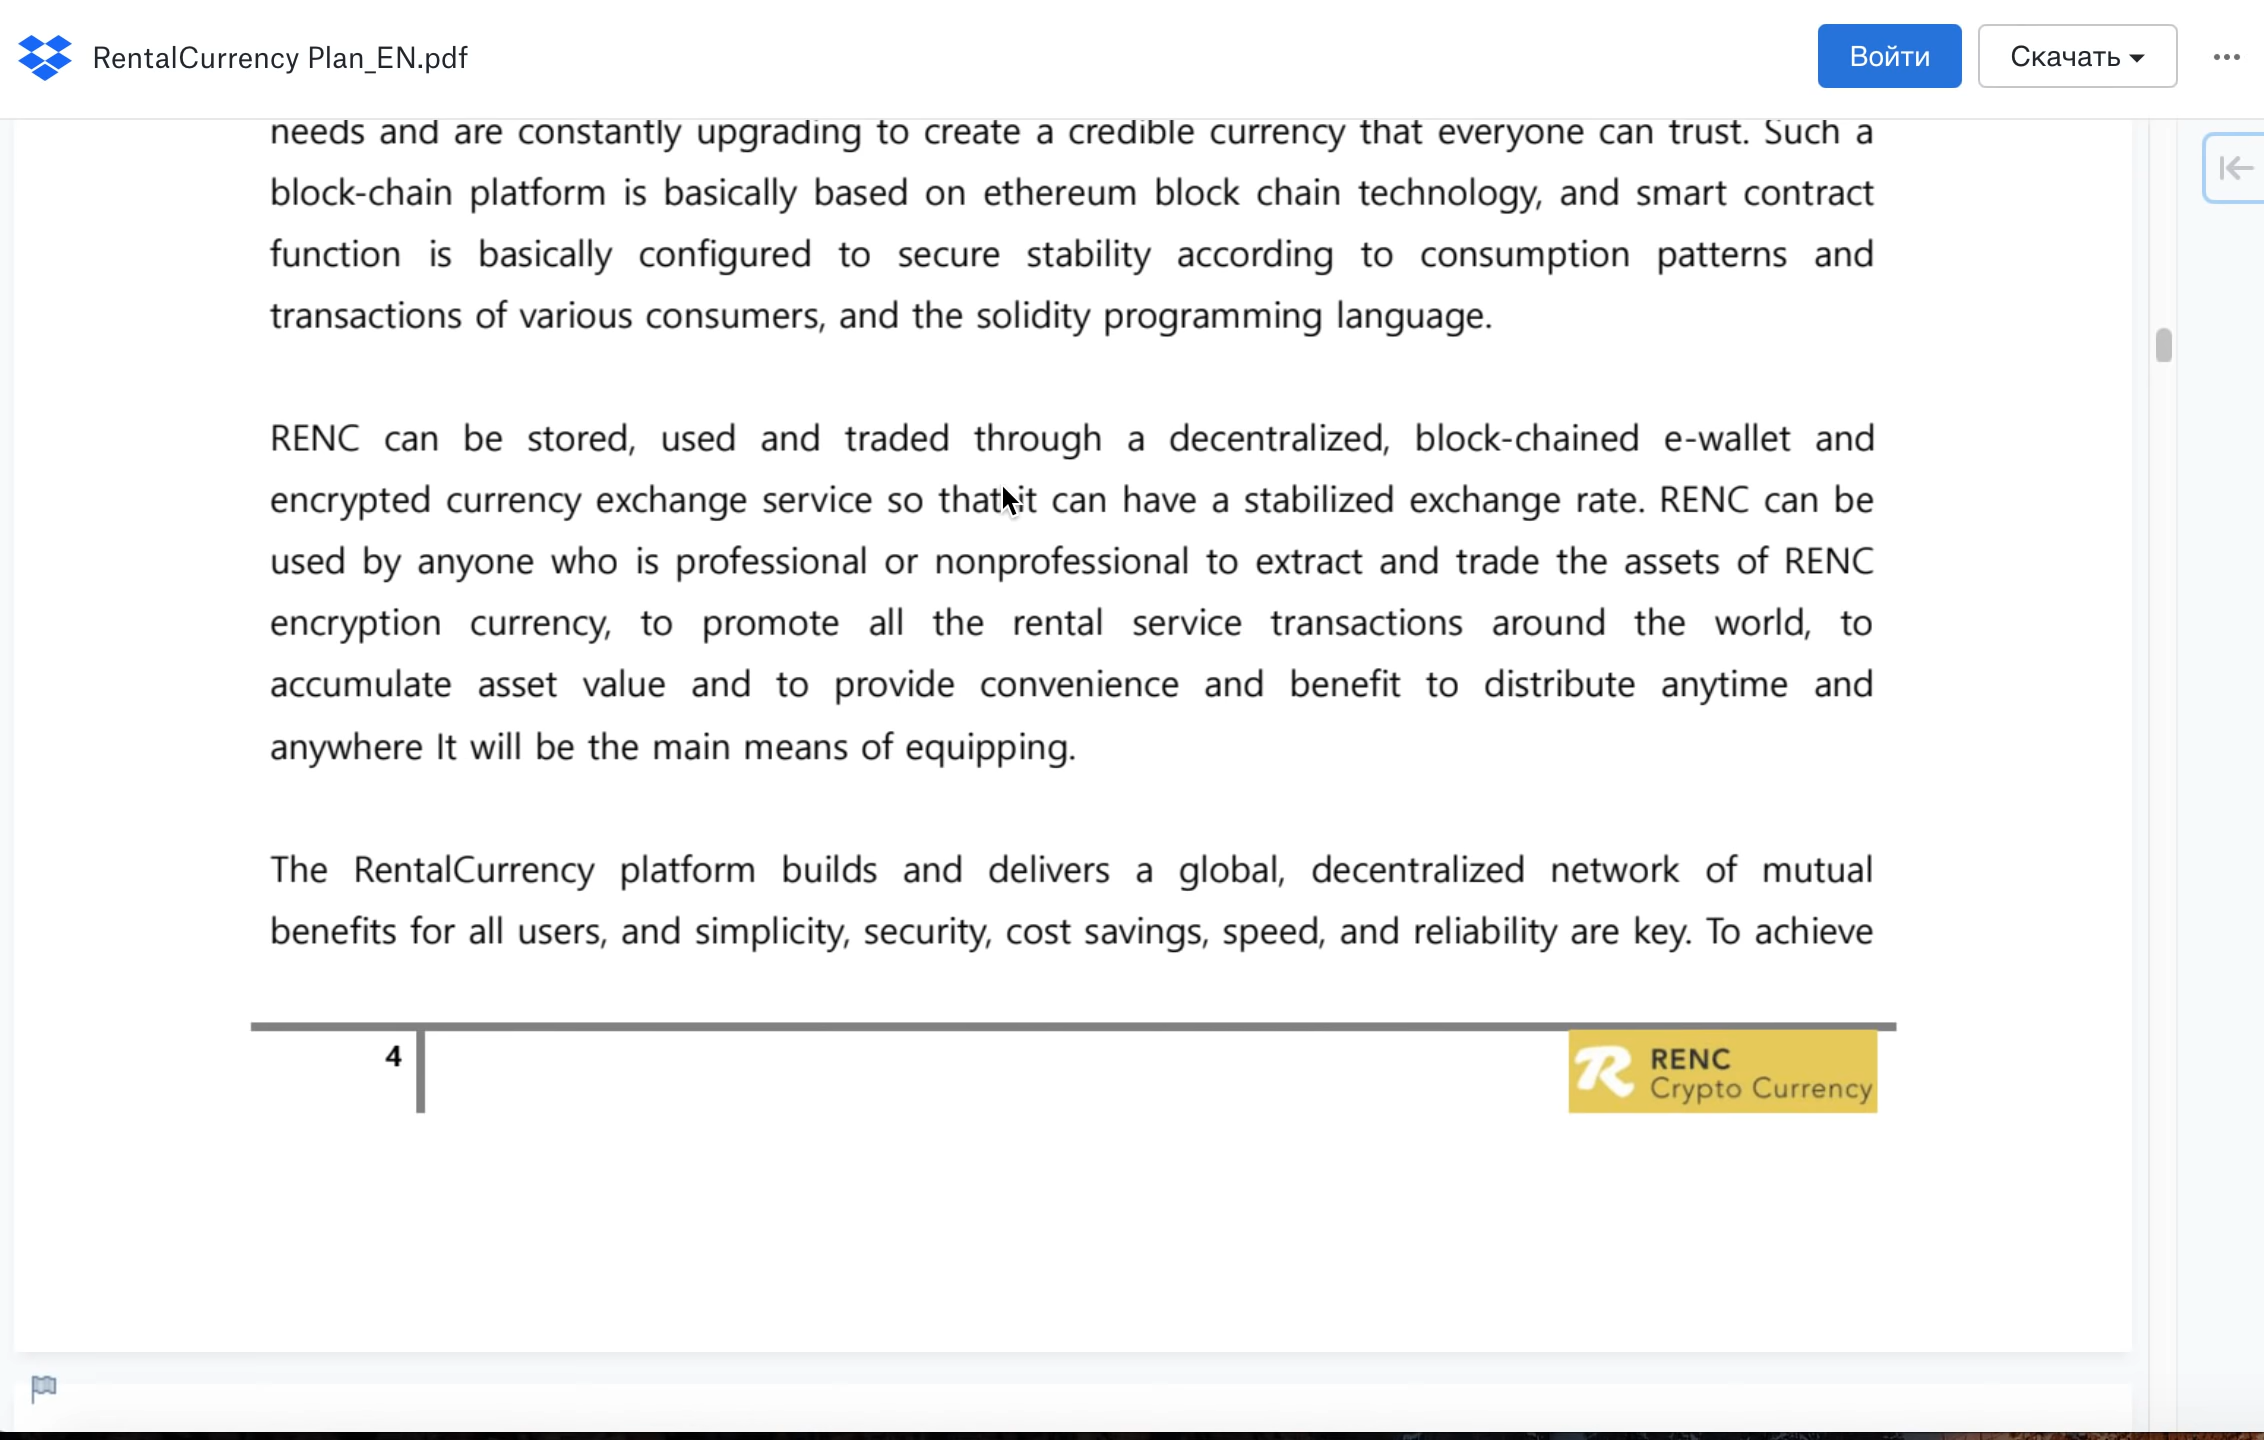 RentalCurrency Plan_EN.pdf
Войти
Скачать
needs and are constantly upgrading to create a credible currency that everyone can trust. Such a
block-chain platform is basically based on ethereum block chain technology, and smart contract
function is basically configured to secure stability according to consumption patterns and
transactions of various consumers, and the solidity programming language.
RENC can be stored, used and traded through a decentralized, block-chained e-wallet and
encrypted currency exchange service so that it can have a stabilized exchange rate. RENC can be
used by anyone who is professional or nonprofessional to extract and trade the assets of RENC
encryption currency, to promote all the rental service transactions around the world, to
accumulate asset value and to provide convenience and benefit to distribute anytime and
anywhere It will be the main means of equipping.
The RentalCurrency platform builds and delivers a global, decentralized network of mutual
benefits for all users, and simplicity, security, cost savings, speed, and reliability are key. To achieve
4
RENC
Crypto Currency